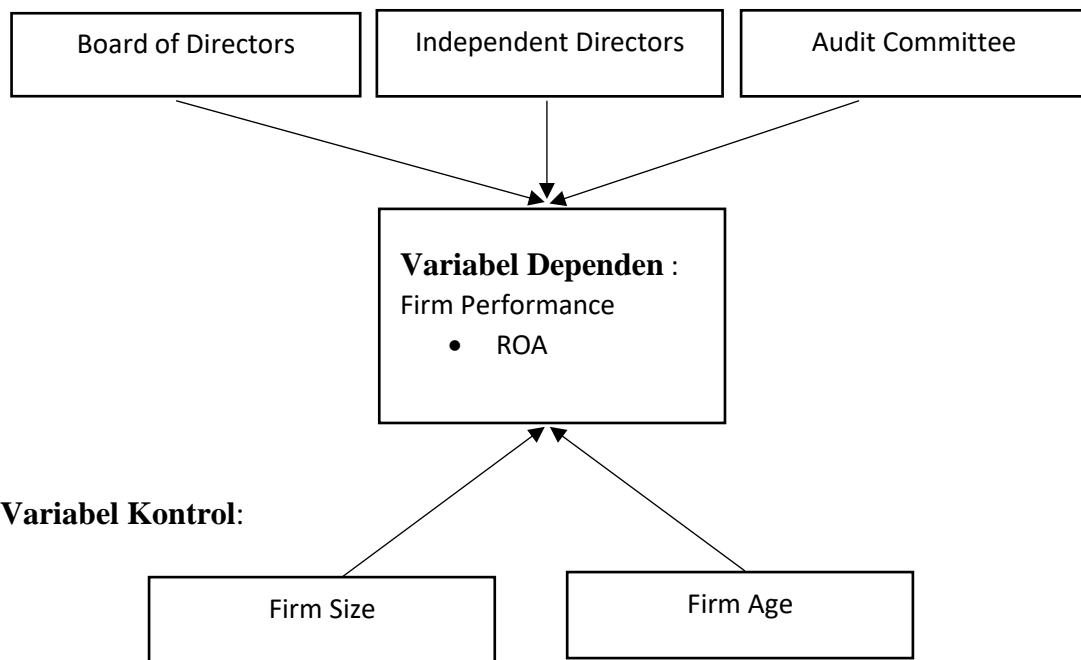 Board of Directors
Independent Directors
Audit Committee
Variabel Dependen :
Firm Performance
• ROA
Variabel Kontrol:
Firm Size
Firm Age